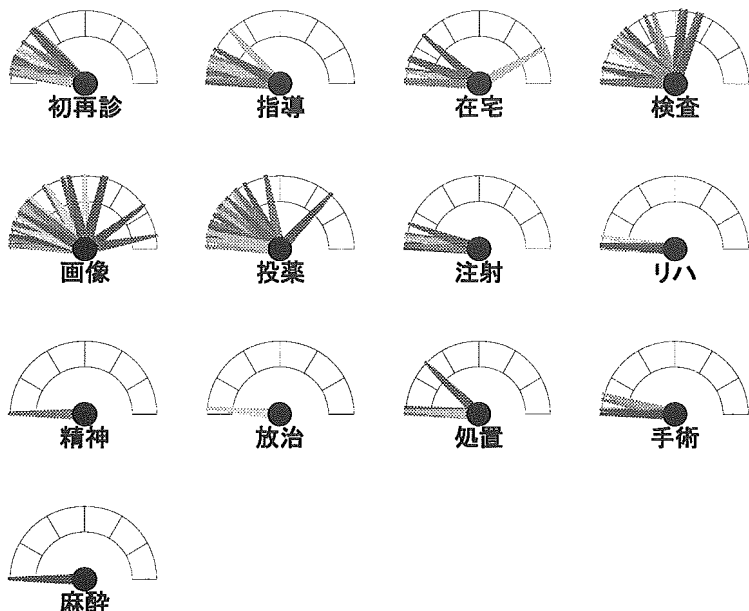 初再診 指導 在宅 検査
画像 投薬 注射 リハ
精神 放治 処置 手術
麻酔